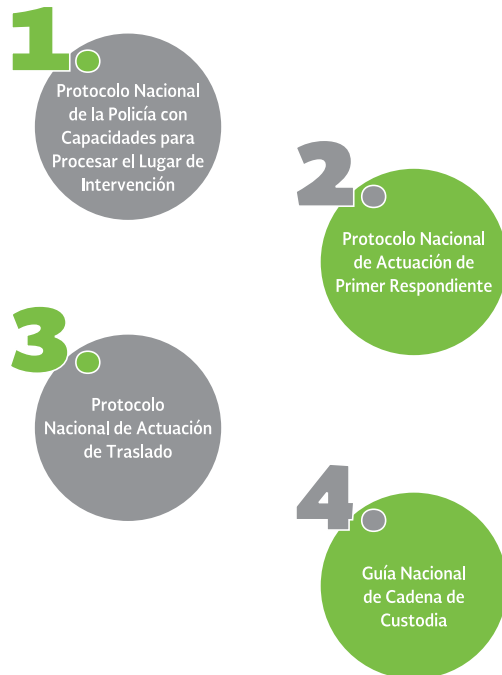 1.
Protocolo Nacional
de la Policía con
Capacidades para
Procesar el Lugar de
Intervención
2.
Protocolo Nacional
de Actuación de
Primer Respondiente
3.
Protocolo
Nacional de Actuación
de Traslado
4.
Guía Nacional
de Cadena de
Custodia